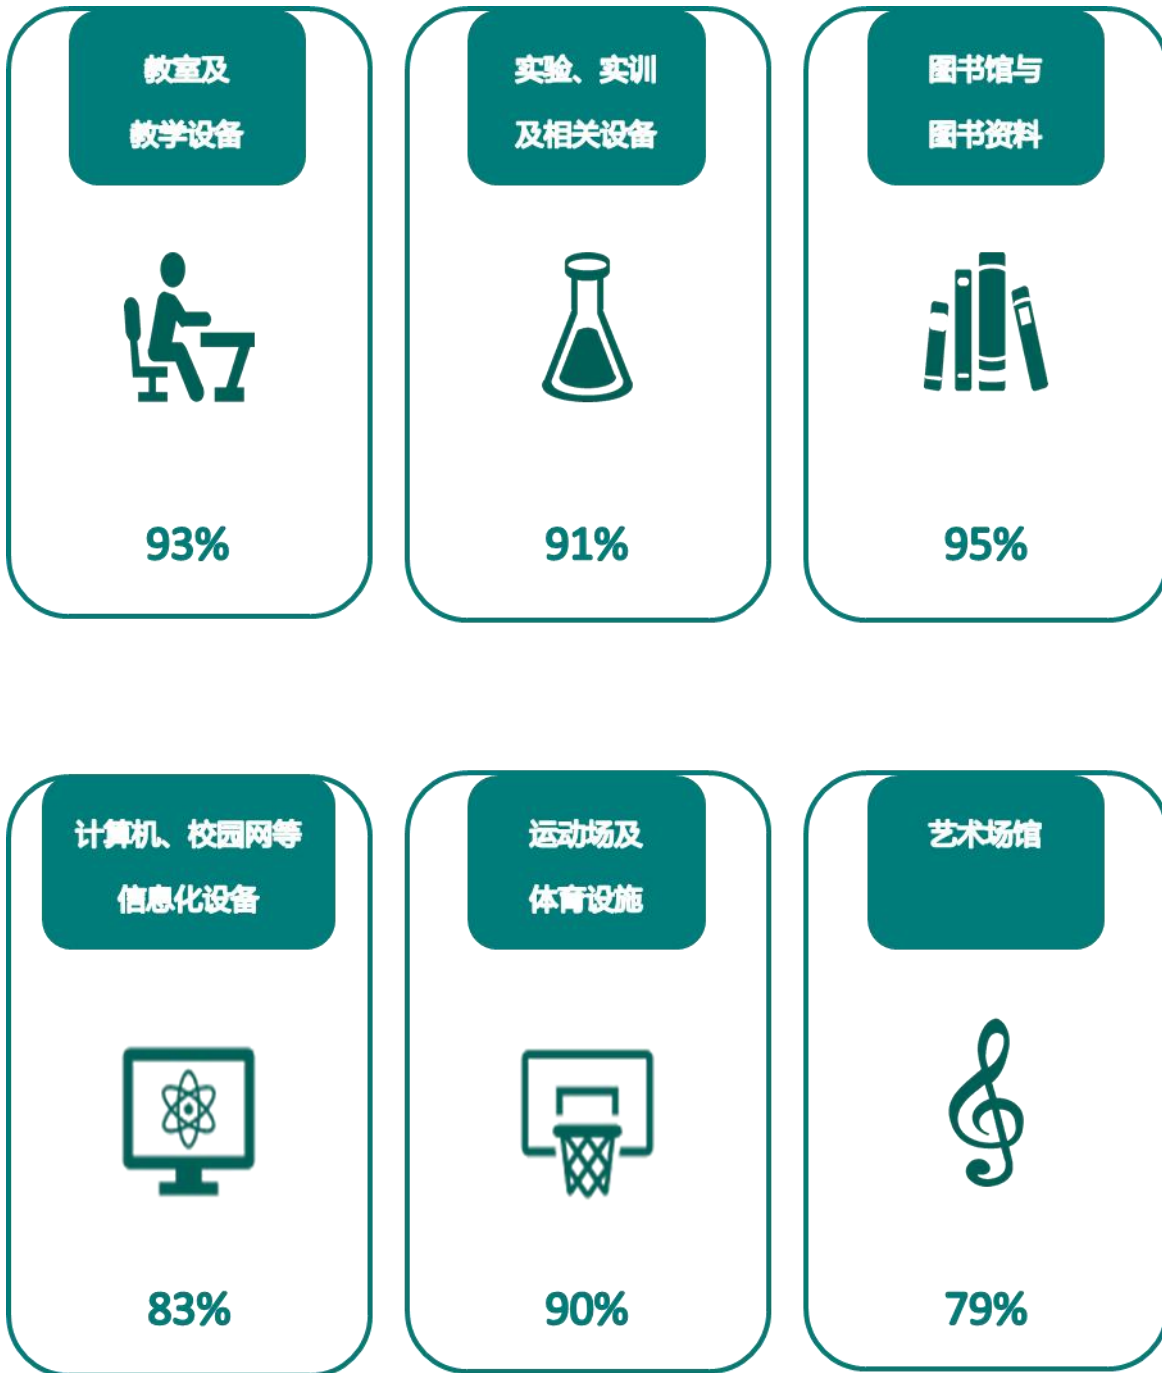 教室及
教学设备
93%
实验、实训
及相关设备
91%
图书馆与
图书资料
95%
计算机、校园网等
信息化设备
83%
运动场及
体育设施
90%
艺术场馆
79%